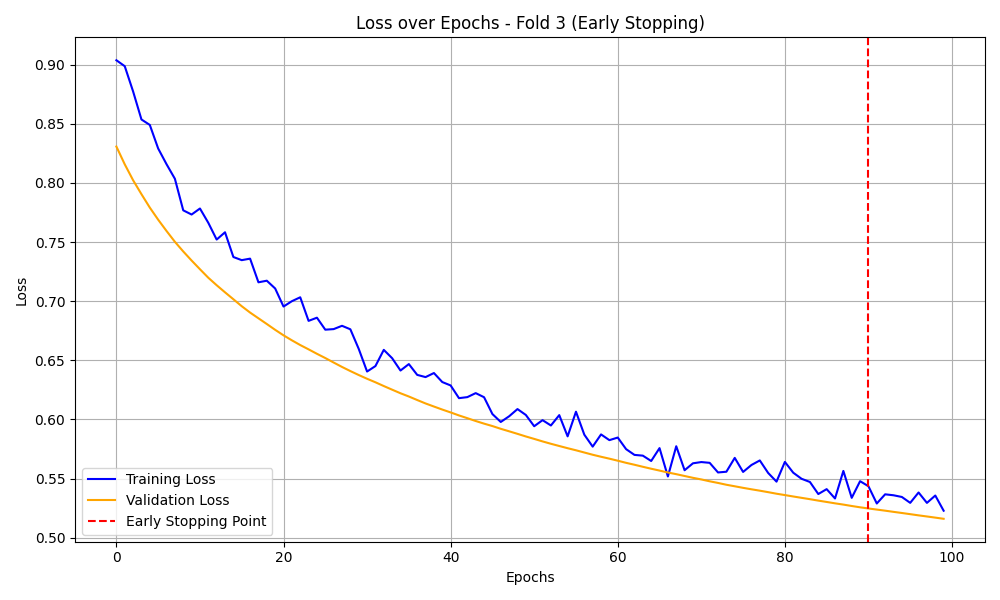 Loss over Epochs - Fold 3 (Early Stopping)
Loss
0.90
0.85
0.80
0.75
0.70
0.65
0.60
0.55
0.50
Training Loss
Validation Loss
Early Stopping Point
0 20 40 60 80 100
Epochs